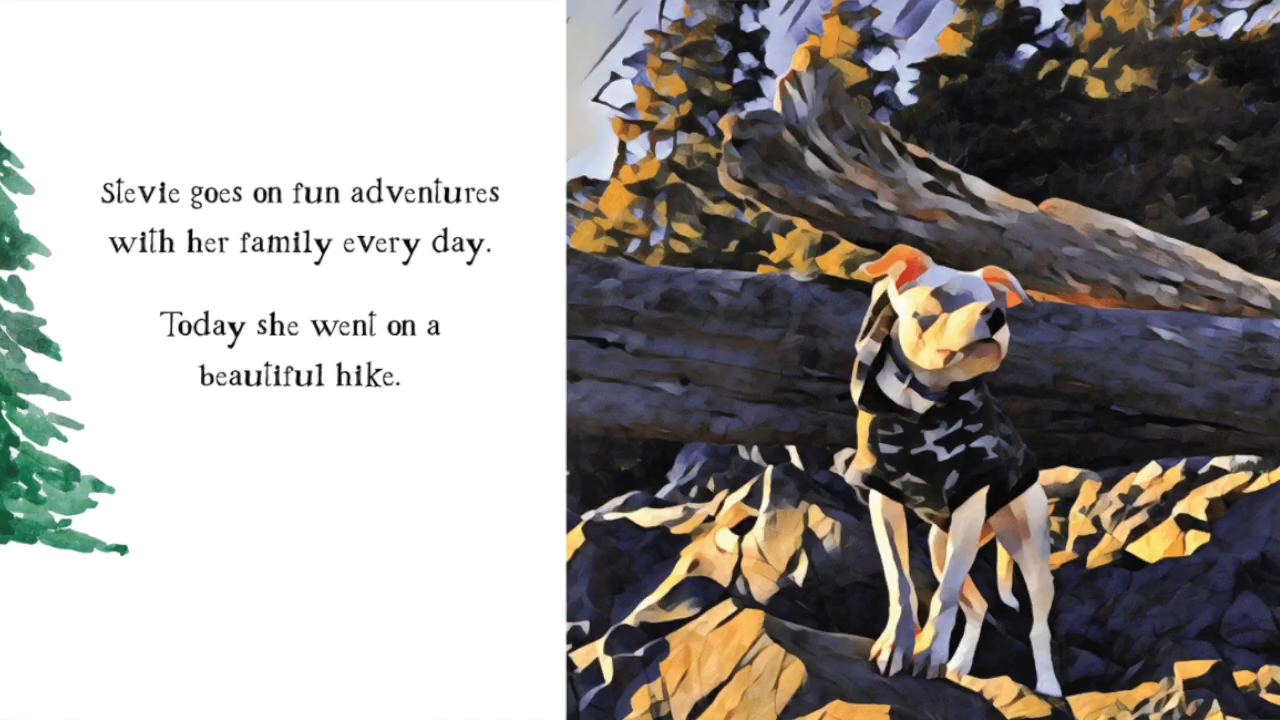 Stevie goes on fun adventures
with her family every day.
Today she went on a
beautiful hike.